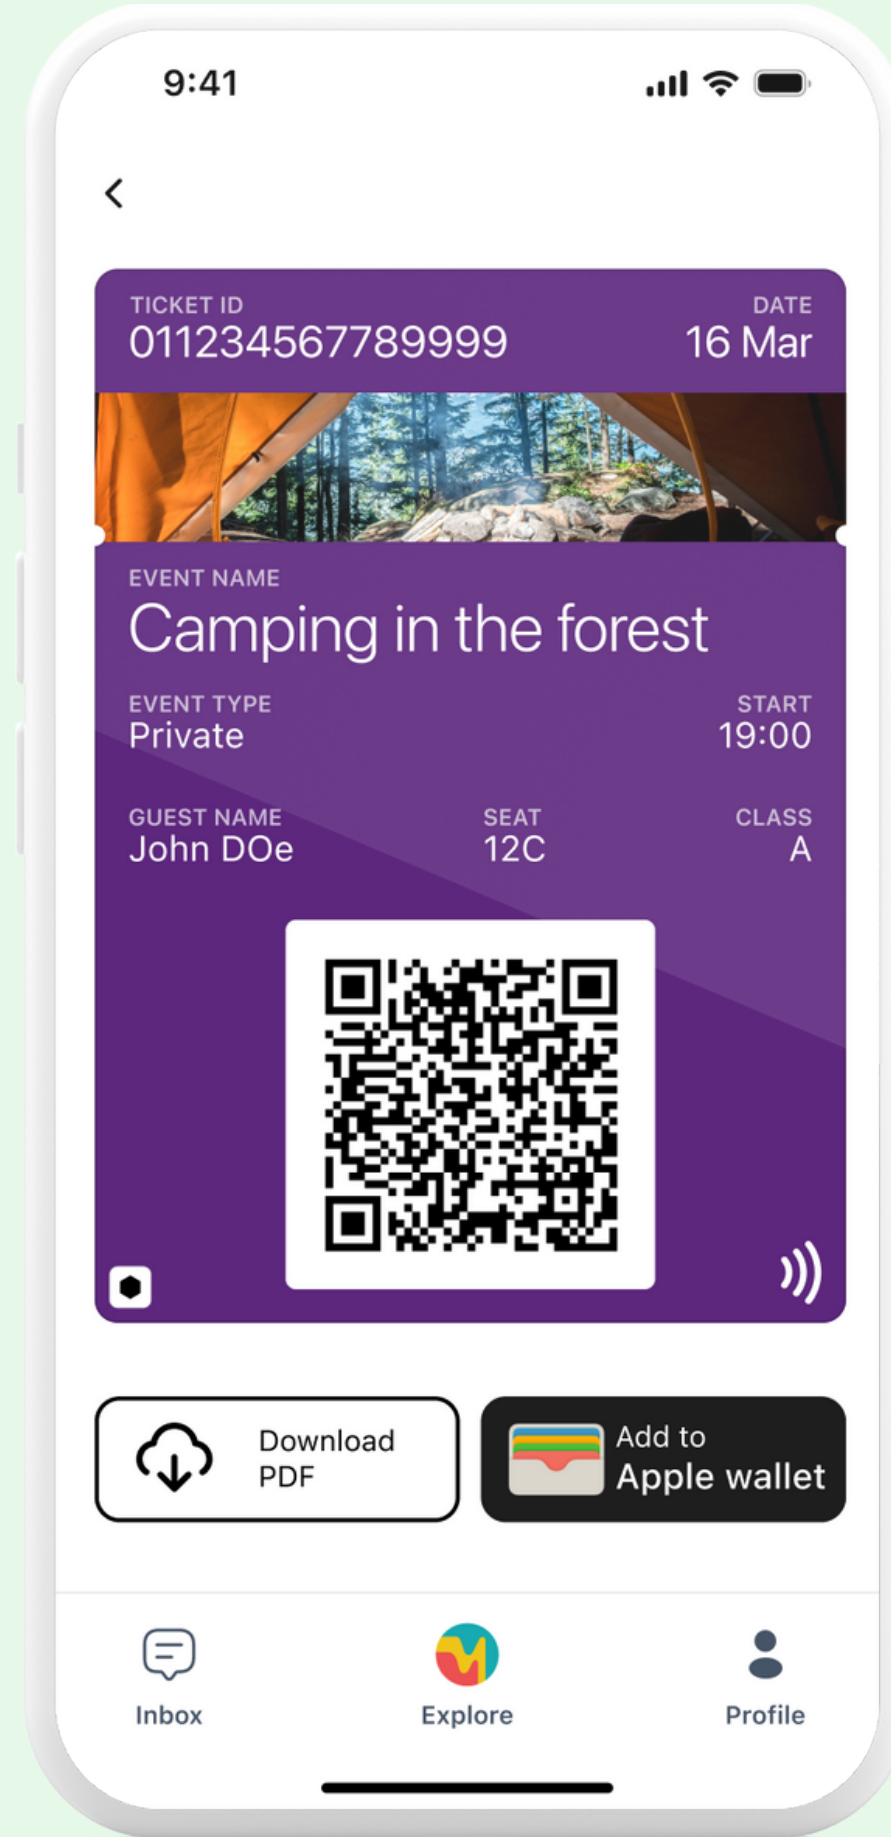 9:41
TICKET ID DATE
011234567789999 16 Mar
EVENT NAME
Camping in the forest
EVENT TYPE START
Private 19:00
GUEST NAME SEAT CLASS
John DOe 12C A
Download
PDF
Add to
Apple wallet
Inbox Explore Profile